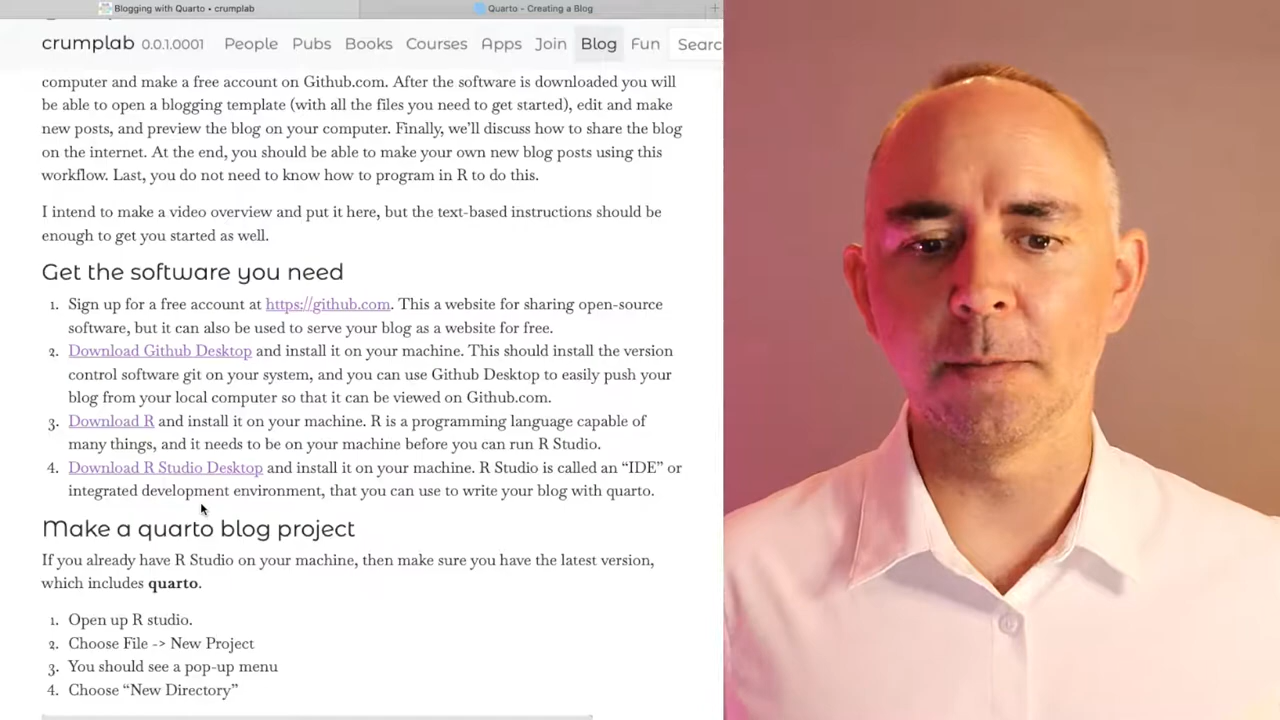 Blogging with Quarto • crumplab
Quarto - Creating a Blog
crumplab 0.0.1.0001 People Pubs Books Courses Apps Join Blog Fun Searc
computer and make a free account on Github.com. After the software is downloaded you will
be able to open a blogging template (with all the files you need to get started), edit and make
new posts, and preview the blog on your computer. Finally, we’ll discuss how to share the blog
on the internet. At the end, you should be able to make your own new blog posts using this
workflow. Last, you do not need to know how to program in R to do this.
I intend to make a video overview and put it here, but the text-based instructions should be
enough to get you started as well.
Get the software you need
1. Sign up for a free account at https://github.com. This a website for sharing open-source
software, but it can also be used to serve your blog as a website for free.
2. Download Github Desktop and install it on your machine. This should install the version
control software git on your system, and you can use Github Desktop to easily push your
blog from your local computer so that it can be viewed on Github.com.
3. Download R and install it on your machine. R is a programming language capable of
many things, and it needs to be on your machine before you can run R Studio.
4. Download R Studio Desktop and install it on your machine. R Studio is called an “IDE” or
integrated development environment, that you can use to write your blog with quarto.
Make a quarto blog project
If you already have R Studio on your machine, then make sure you have the latest version,
which includes quarto.
1. Open up R studio.
2. Choose File -> New Project
3. You should see a pop-up menu
4. Choose “New Directory”